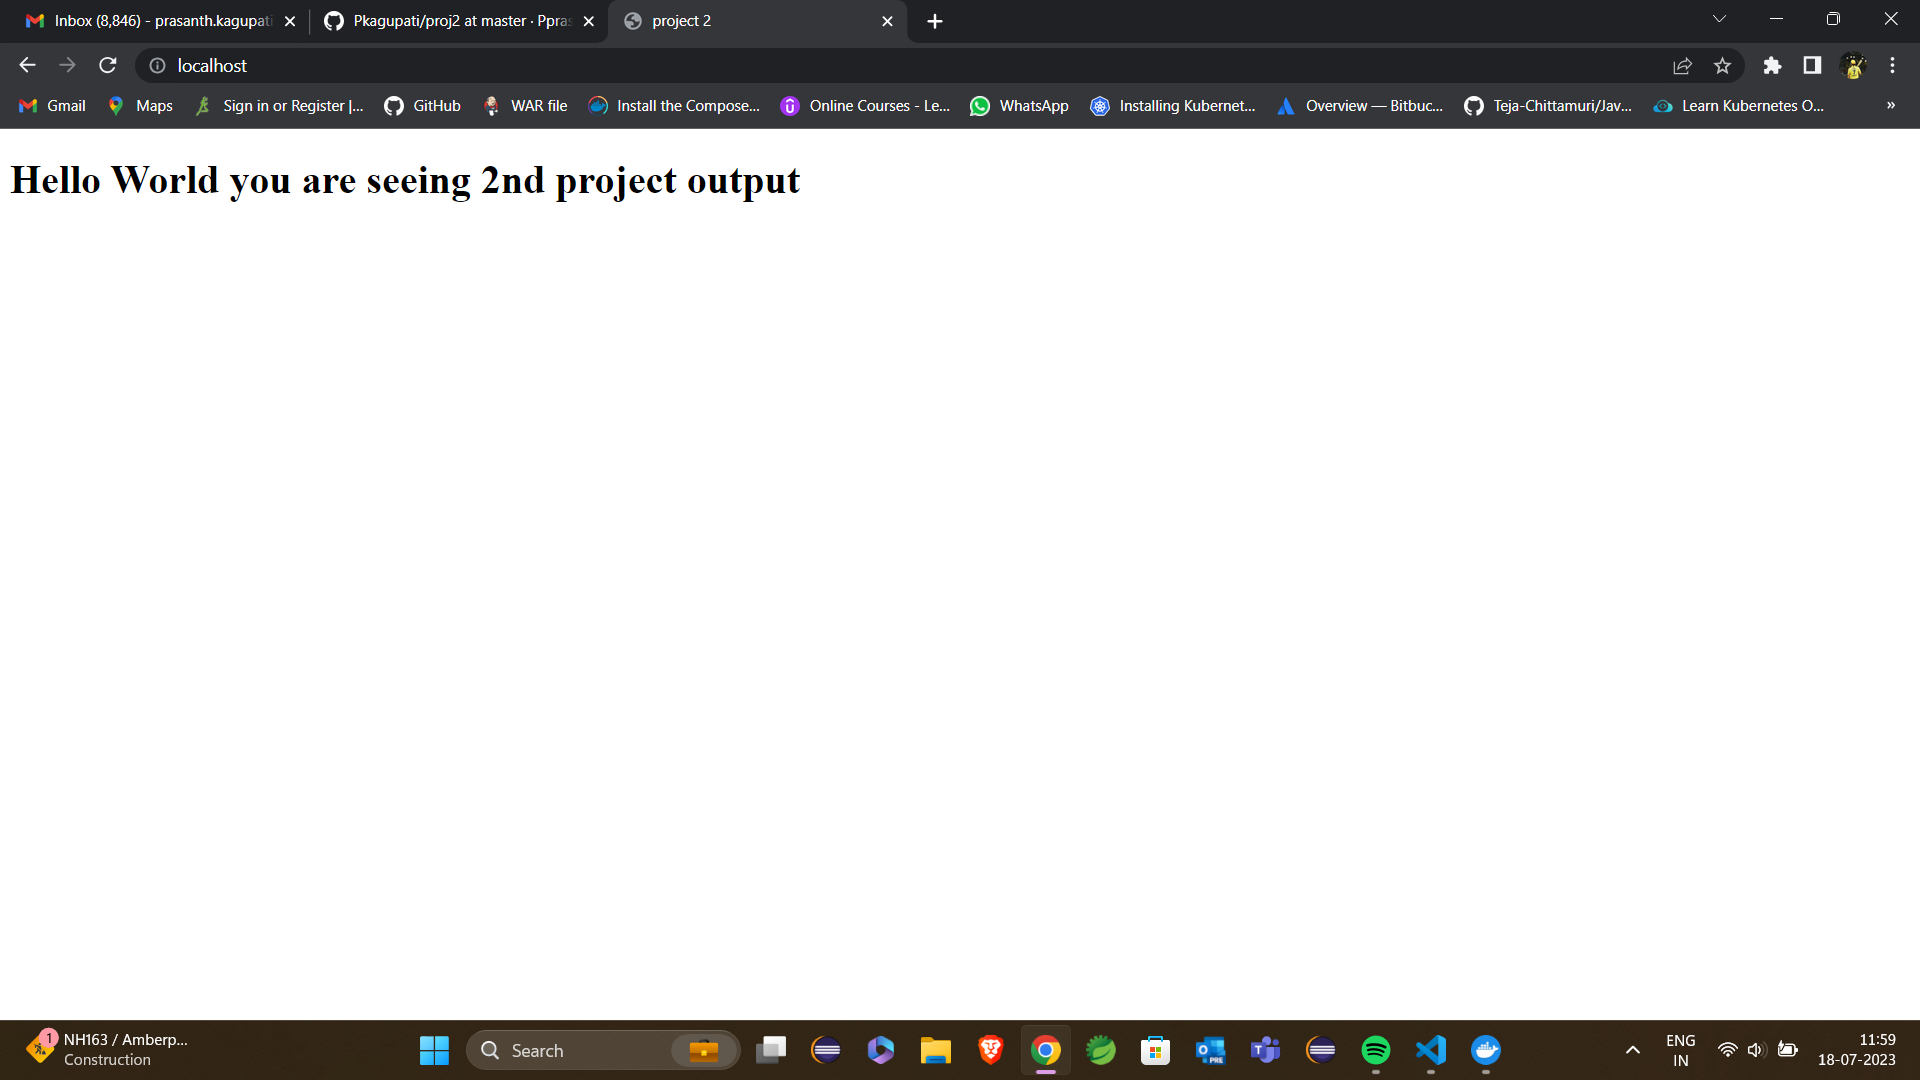 Inbox (8,846) - prasanth.kagupati
Pkagupati/proj2 at master · Ppras
project 2
localhost
Gmail
Maps
Sign in or Register |...
GitHub
WAR file
Install the Compose...
Online Courses - Le...
WhatsApp
Installing Kubernet...
Overview — Bitbuc...
Teja-Chittamuri/Jav...
Learn Kubernetes O...
»
Hello World you are seeing 2nd project output
1
NH163 / Amberp...
Construction
Search
PRE
ENG
IN
11:59
18-07-2023